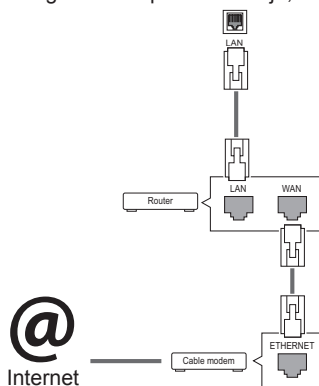 LAN
LAN WAN
Router
ETHERNET
@
Cable modem
Internet